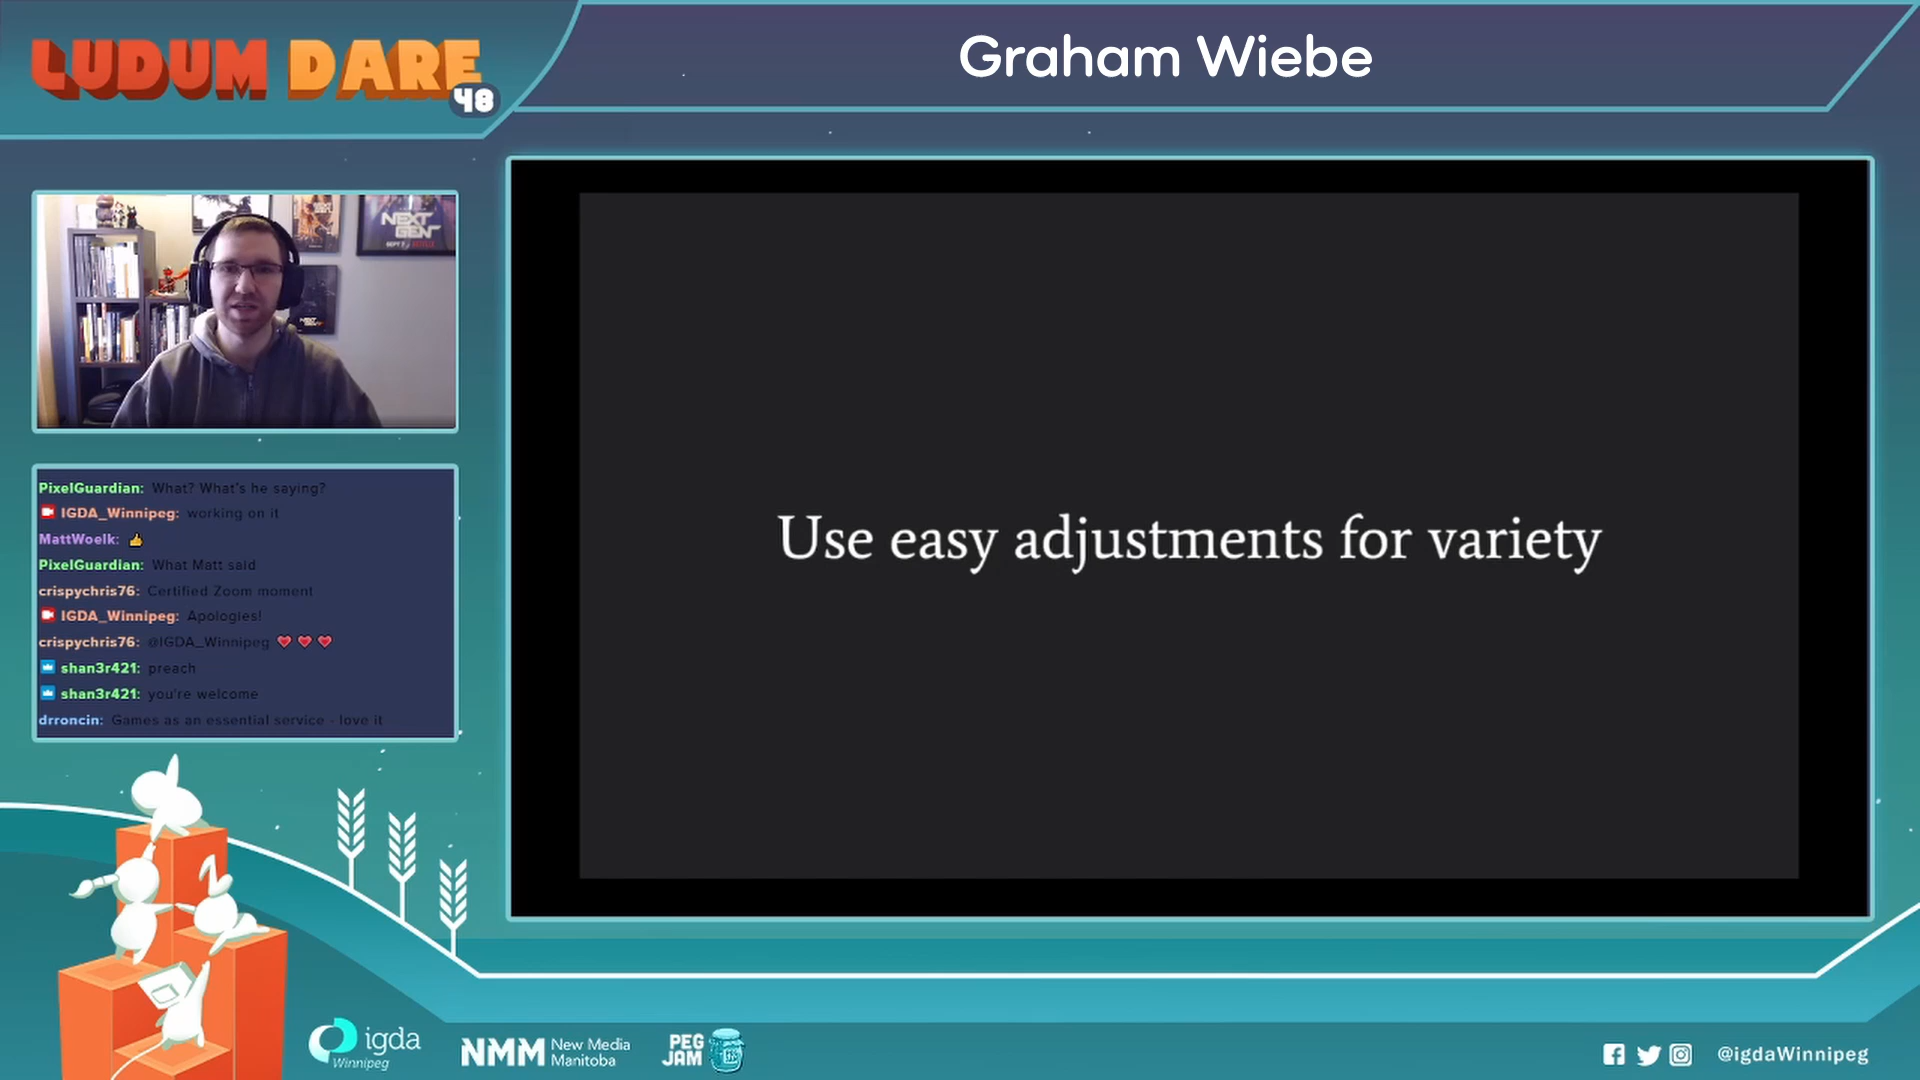 LUDUM DARE
48
Graham Wiebe
NEXT
GEN
PixelGuardian: What? What's he saying?
IGDA_Winnipeg: working on it
MattWoelk: 👍
PixelGuardian: What Matt said
crispychris76: Certified Zoom moment
IGDA_Winnipeg: Apologies!
crispychris76: @IGDA_Winnipeg ❤️ ❤️ ❤️
shan3r421: preach
shan3r421: you're welcome
drroncin: Games as an essential service - love it
Use easy adjustments for variety
igda
Winnipeg
NMM New Media
Manitoba
PEG
JAM
@igdaWinnipeg